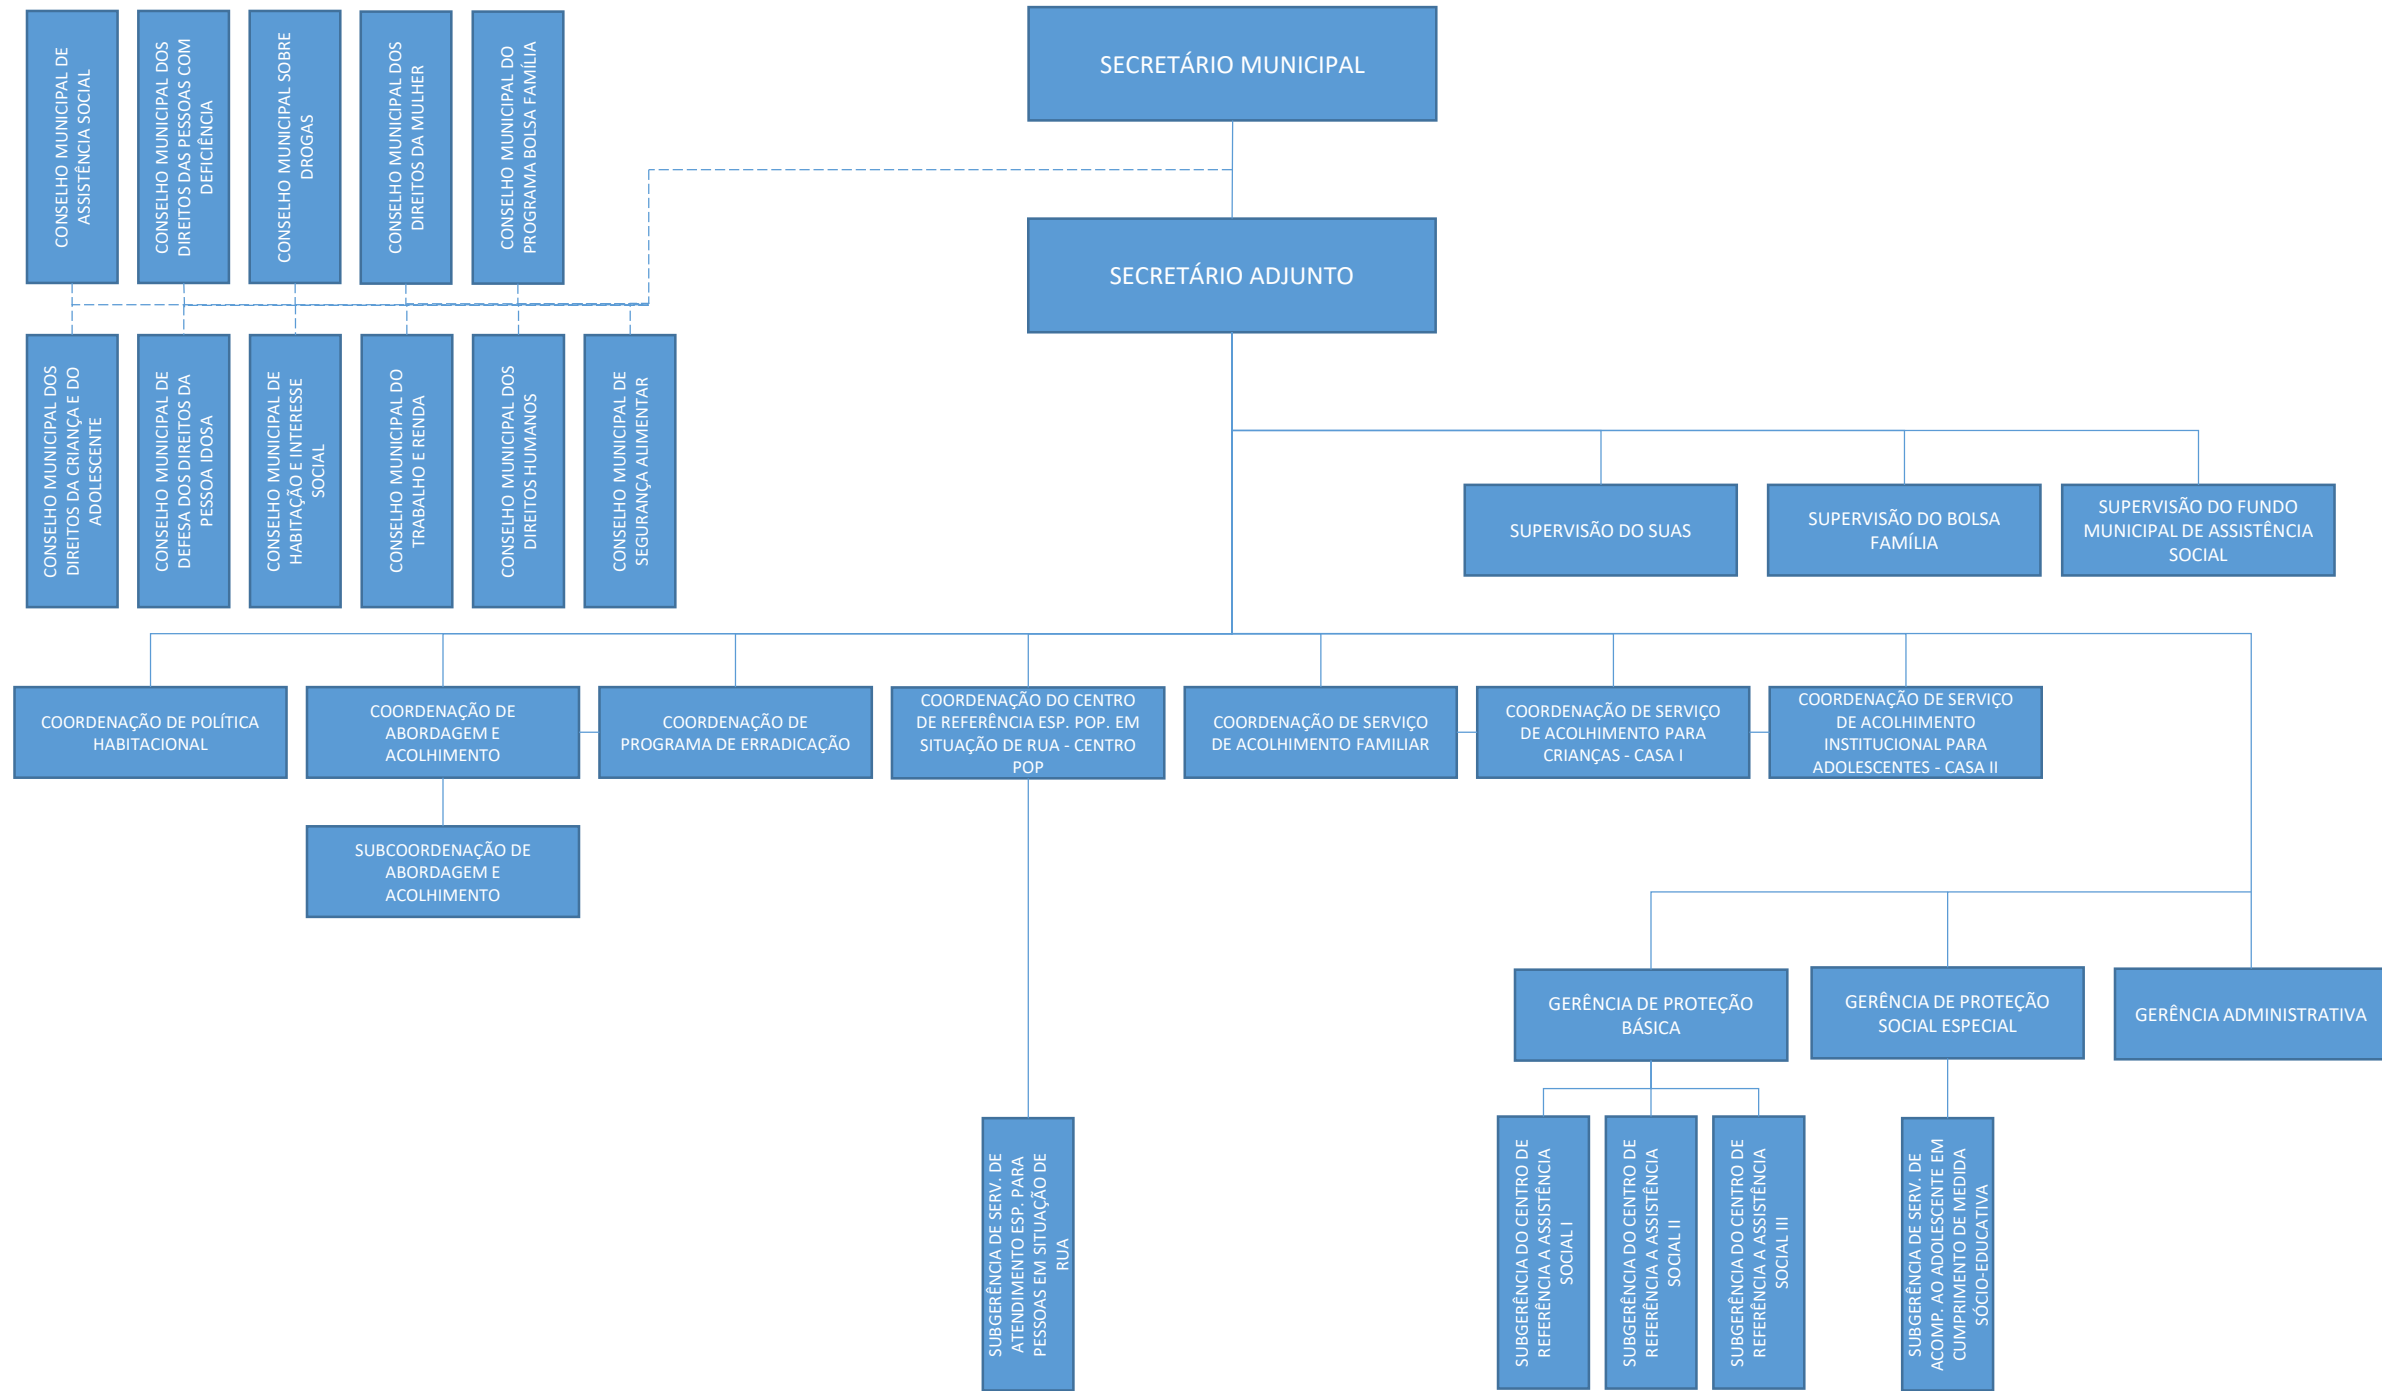 CONSELHO MUNICIPAL DE
ASSISTÊNCIA SOCIAL
CONSELHO MUNICIPAL DOS
DIREITOS DAS PESSOAS COM
DEFICIÊNCIA
CONSELHO MUNICIPAL SOBRE
DROGAS
CONSELHO MUNICIPAL DOS
DIREITOS DA MULHER
CONSELHO MUNICIPAL DO
PROGRAMA BOLSA FAMÍLIA
SECRETÁRIO MUNICIPAL
SECRETÁRIO ADJUNTO
CONSELHO MUNICIPAL DOS
DIREITOS DA CRIANÇA E DO
ADOLESCENTE
CONSELHO MUNICIPAL DE
DEFESA DOS DIREITOS DA
PESSOA IDOSA
CONSELHO MUNICIPAL DE
HABITAÇÃO E INTERESSE
SOCIAL
CONSELHO MUNICIPAL DO
TRABALHO E RENDA
CONSELHO MUNICIPAL DOS
DIREITOS HUMANOS
CONSELHO MUNICIPAL DE
SEGURANÇA ALIMENTAR
SUPERVISÃO DO SUAS
SUPERVISÃO DO BOLSA
FAMÍLIA
SUPERVISÃO DO FUNDO
MUNICIPAL DE ASSISTÊNCIA
SOCIAL
COORDENAÇÃO DE POLÍTICA
HABITACIONAL
COORDENAÇÃO DE
ABORDAGEM E
ACOLHIMENTO
COORDENAÇÃO DE
PROGRAMA DE ERRADICAÇÃO
COORDENAÇÃO DO CENTRO
DE REFERÊNCIA ESP. POP. EM
SITUAÇÃO DE RUA - CENTRO
POP
COORDENAÇÃO DE SERVIÇO
DE ACOLHIMENTO FAMILIAR
COORDENAÇÃO DE SERVIÇO
DE ACOLHIMENTO PARA
CRIANÇAS - CASA I
COORDENAÇÃO DE SERVIÇO
DE ACOLHIMENTO
INSTITUCIONAL PARA
ADOLESCENTES - CASA II
SUBCOORDENAÇÃO DE
ABORDAGEM E
ACOLHIMENTO
GERÊNCIA DE PROTEÇÃO
BÁSICA
GERÊNCIA DE PROTEÇÃO
SOCIAL ESPECIAL
GERÊNCIA ADMINISTRATIVA
SUBGERÊNCIA DE SERV. DE
ATENDIMENTO ESP. PARA
PESSOAS EM SITUAÇÃO DE
RUA
SUBGERÊNCIA DO CENTRO DE
REFERÊNCIA A ASSISTÊNCIA
SOCIAL I
SUBGERÊNCIA DO CENTRO DE
REFERÊNCIA A ASSISTÊNCIA
SOCIAL II
SUBGERÊNCIA DO CENTRO DE
REFERÊNCIA A ASSISTÊNCIA
SOCIAL III
SUBGERÊNCIA DE SERV. DE
ACOMP. AO ADOLESCENTE EM
CUMPRIMENTO DE MEDIDA
SÓCIO-EDUCATIVA